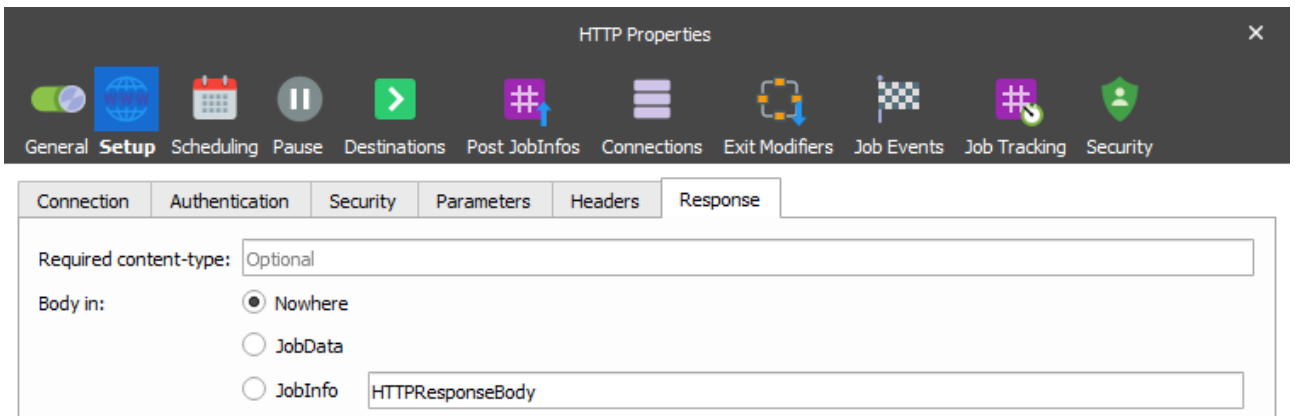 HTTP Properties
WWW
General Setup Scheduling Pause Destinations Post JobInfos Connections Exit Modifiers Job Events Job Tracking Security
Connection Authentication Security Parameters Headers Response
Required content-type: Optional
Body in: Nowhere
JobData
JobInfo HTTPResponseBody